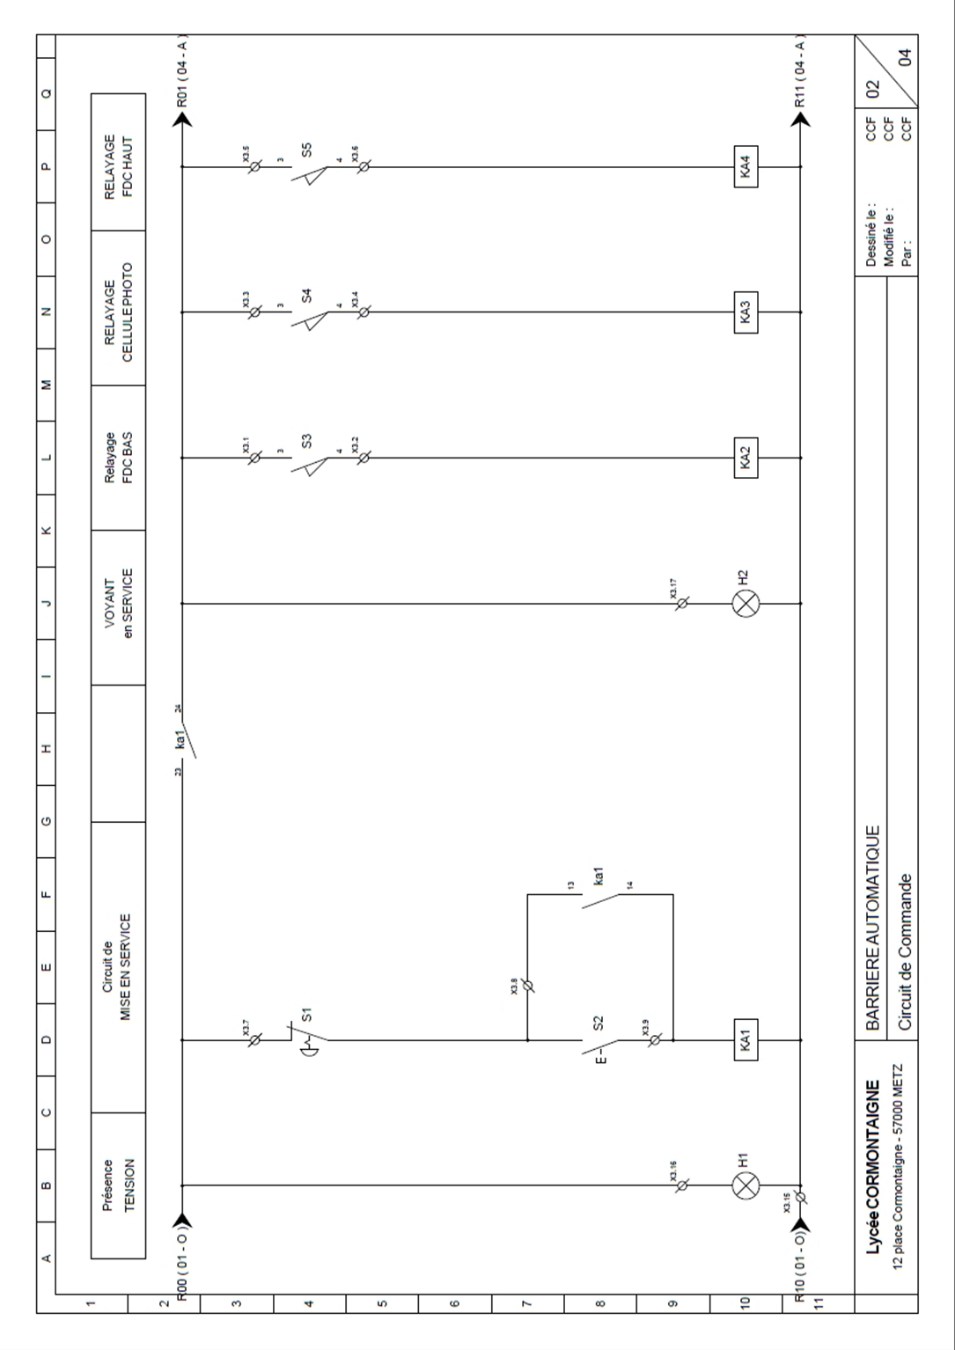 A B C D E F G H I J K L M N O P Q
1
2
3
4
5
6
7
8
9
10
11
Présence
TENSION
Circuit de
MISE EN SERVICE
VOYANT
en SERVICE
Relayage
FDC BAS
RELAYAGE
CELLULE PHOTO
RELAYAGE
FDC HAUT
R00 ( 01 - O )
23 ka1 24
R01 ( 04 - A )
X3.7
X3.1
X3.3
X3.5
3
3
3
S1
S3
S4
S5
4
4
4
X3.2
X3.4
X3.6
X3.8
13
E
S2
ka1
14
X3.9
X3.16
X3.17
H1
KA1
H2
KA2
KA3
KA4
X3.15
R10 ( 01 - O )
R11 ( 04 - A )
Lycée CORMONTAIGNE
12 place Cormontaigne - 57000 METZ
BARRIERE AUTOMATIQUE
Circuit de Commande
Dessiné le : CCF
Modifié le : CCF
Par : CCF
02
04